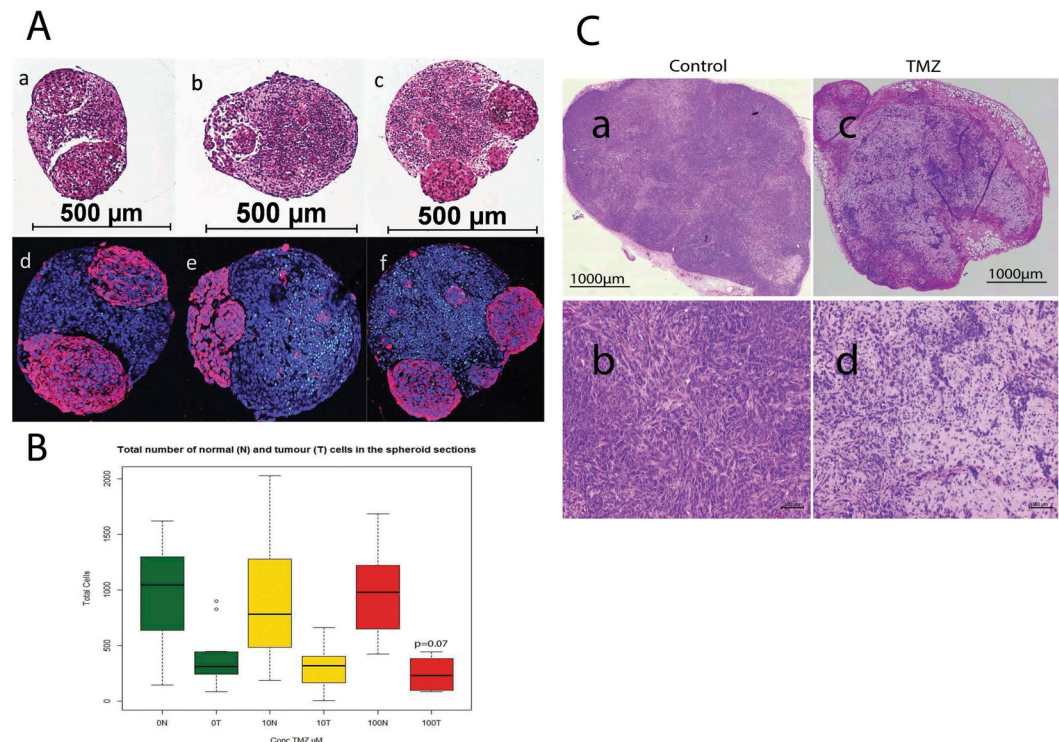 A
a
b
c
500 µm
500 µm
500 µm
d
e
f
B
Total number of normal (N) and tumour (T) cells in the spheroid sections
Total Cells
2000
1500
1000
500
0
p=0.07
0N
0T
10N
10T
100N
100T
Conc TMZ uM
C
Control
TMZ
a
c
1000µm
1000µm
b
d